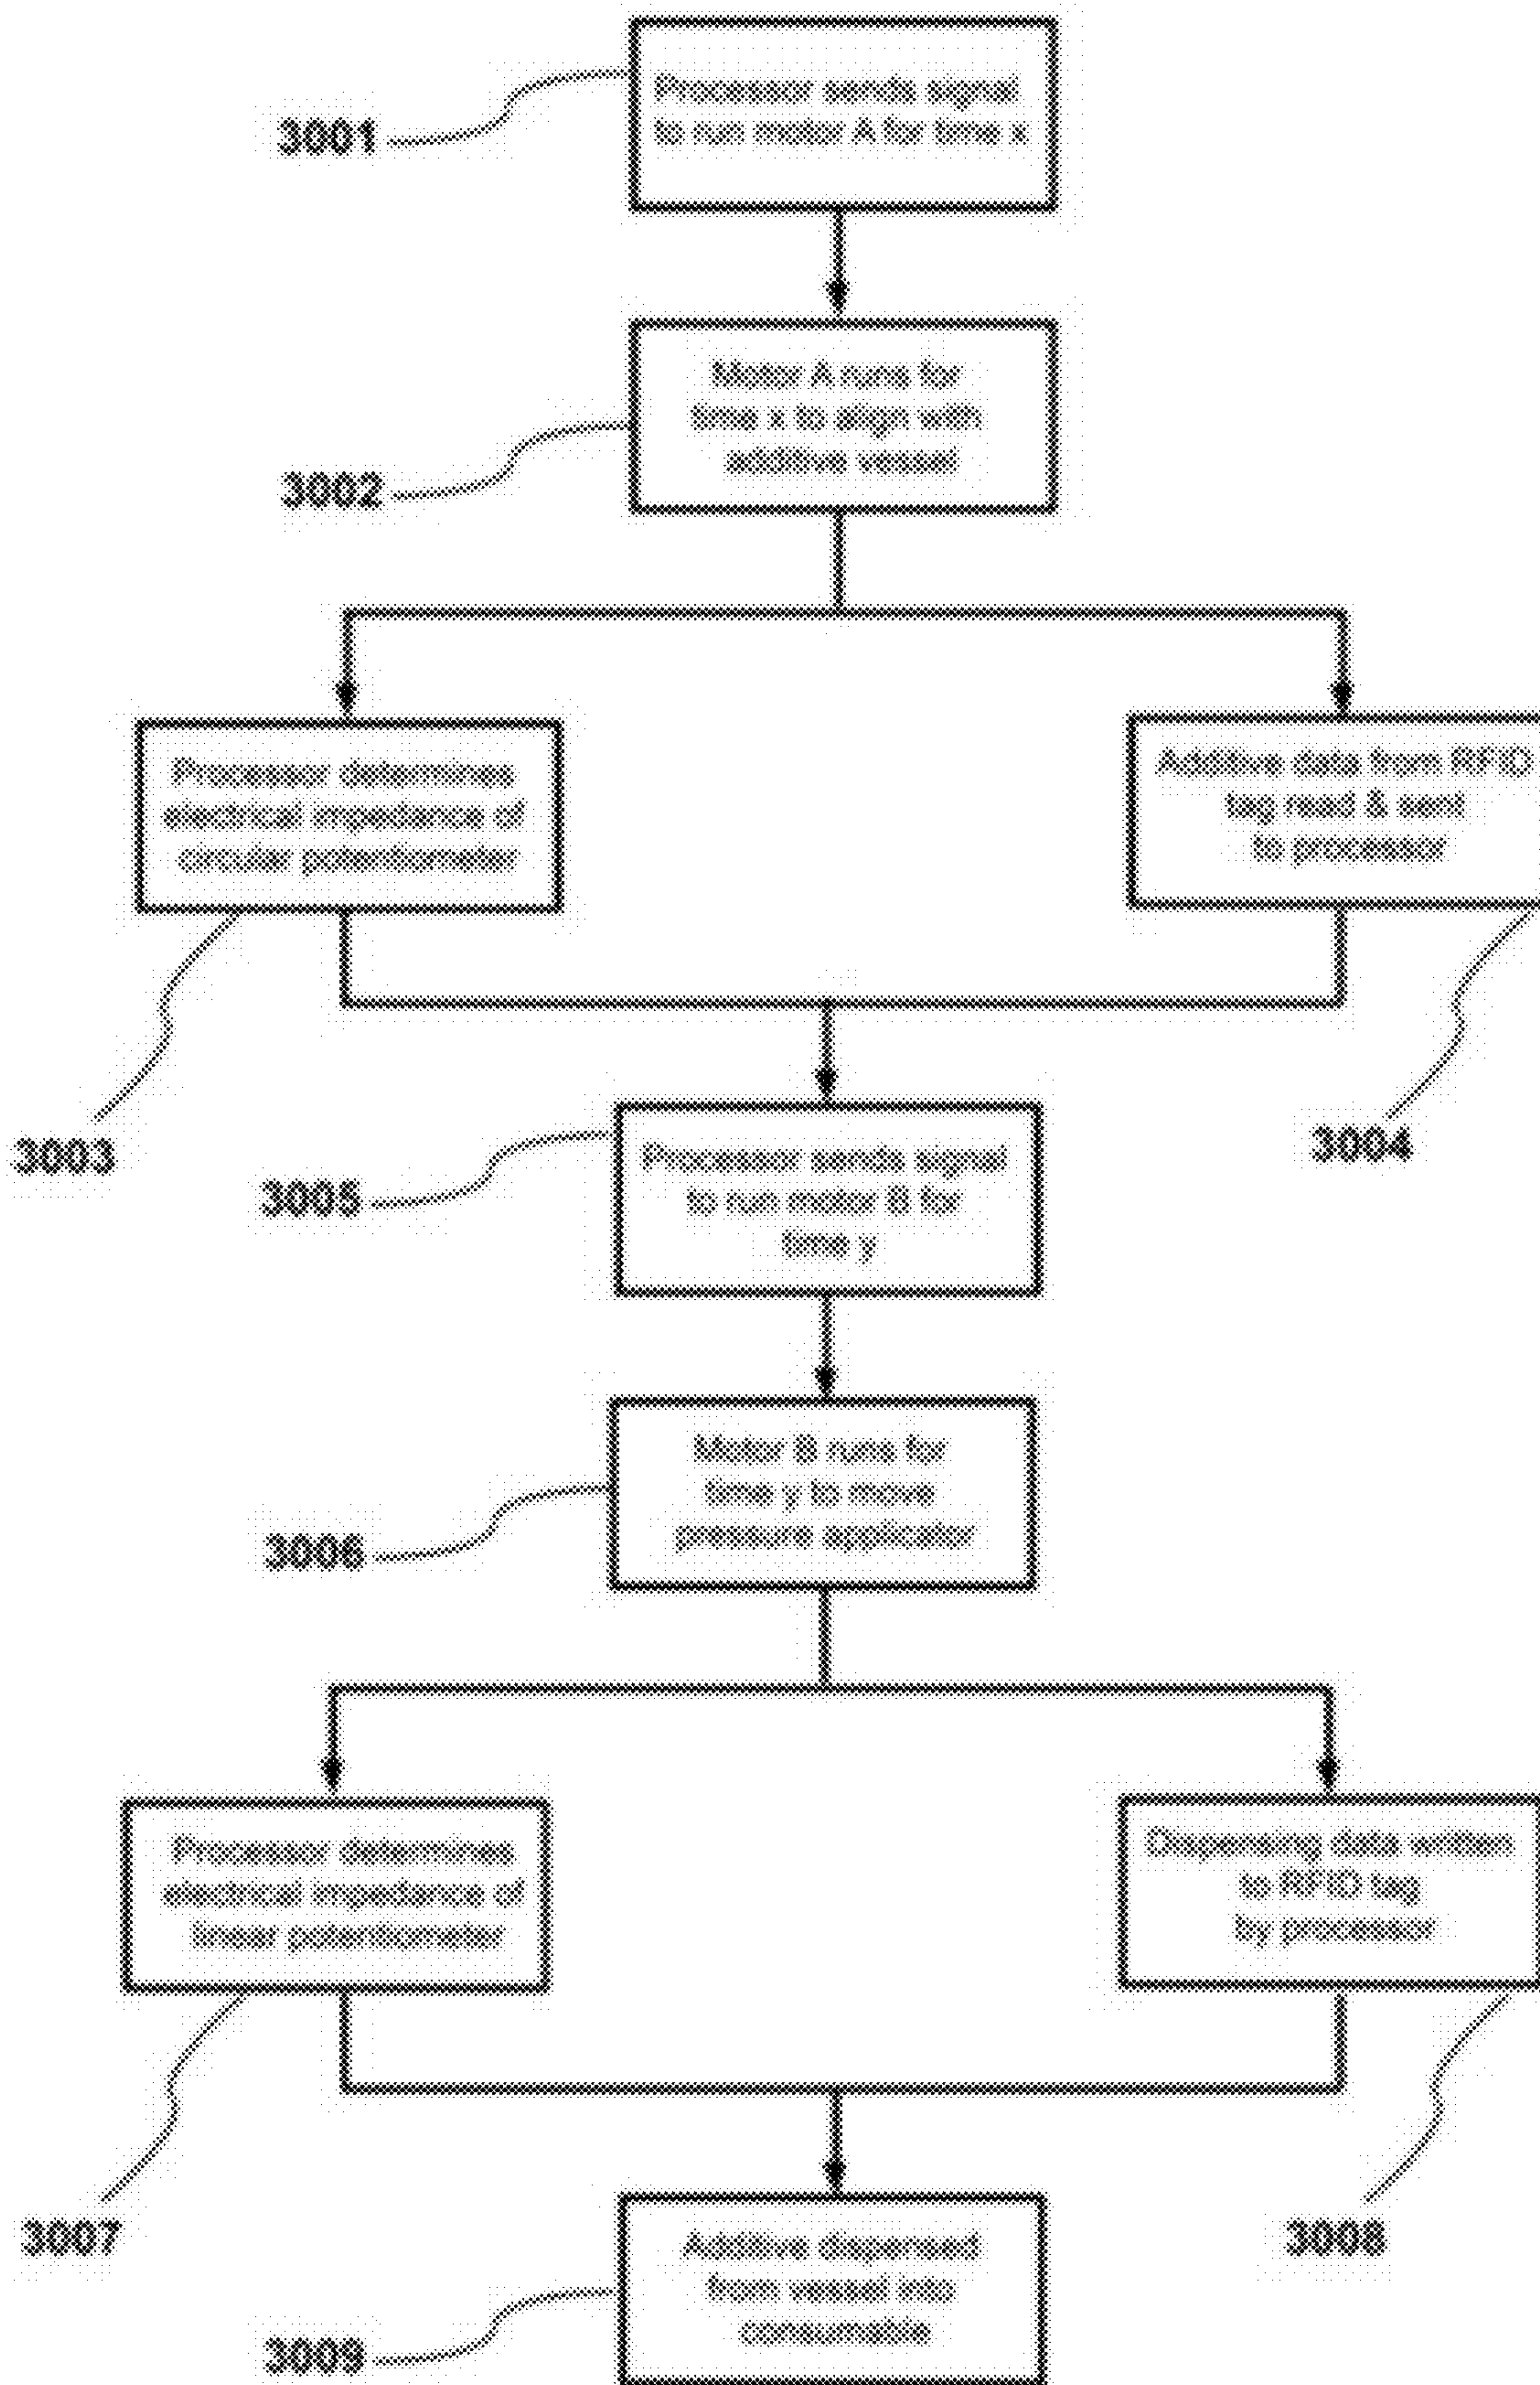 Processor sends signal
to run motor A for time x
3001
Motor A runs for
time x to align with
additive vessel
3002
Processor determines
electrical impedance of
circular potentiometer
3003
Additive data from RFID
tag read & sent
to processor
3004
Processor sends signal
to run motor B for
time y
3005
Motor B runs for
time y to move
pressure applicator
3006
Processor determines
electrical impedance of
linear potentiometer
3007
Dispensing data written
to RFID tag
by processor
3008
Additive dispensed
from vessel into
consumable
3009